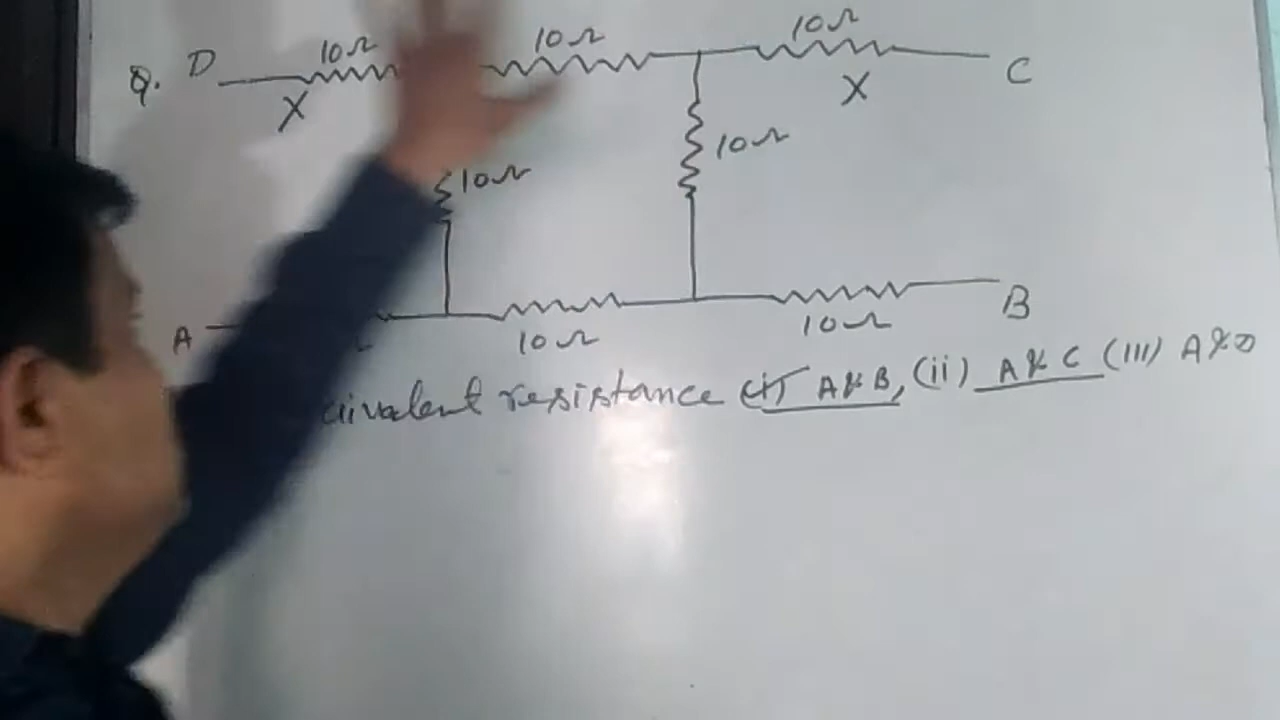 Q. D 10Ω 10Ω 10Ω C
X X
10Ω 10Ω
A B
10Ω 10Ω
resistance (i) A&B, (ii) A&C (iii) A&D